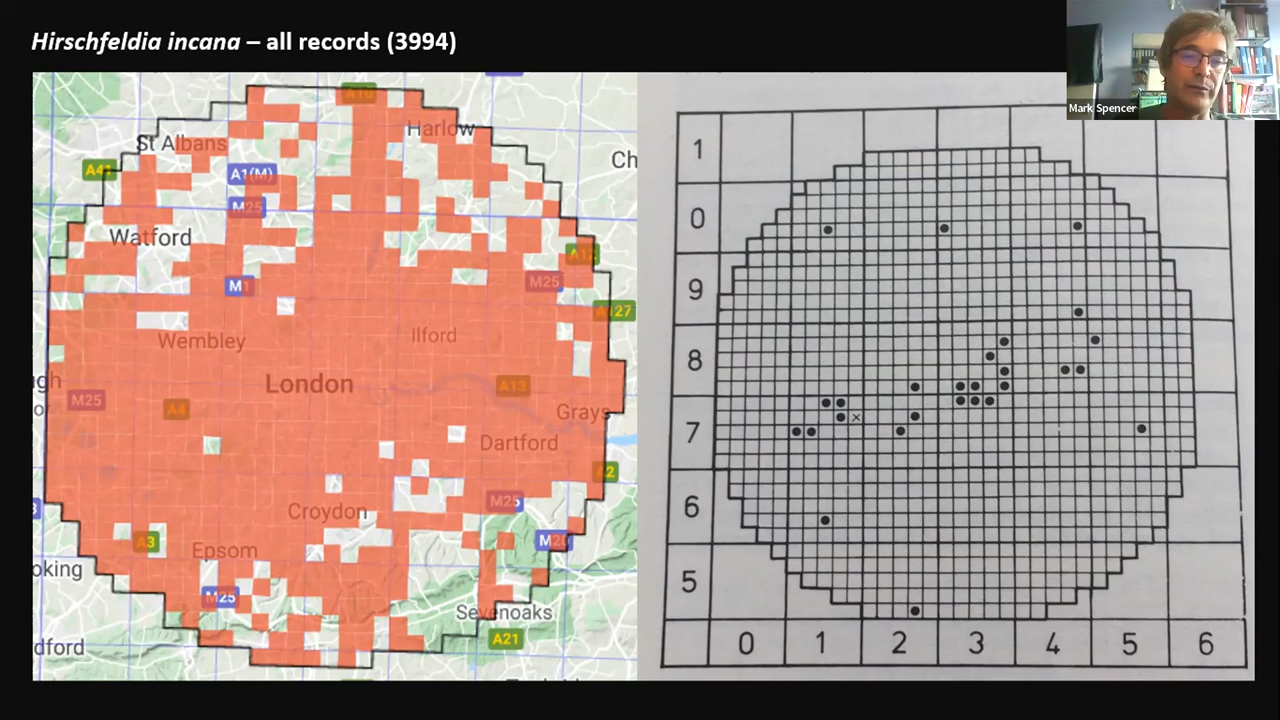 Hirschfeldia incana – all records (3994)
Mark Spencer
A10
Harlow
St Albans
Ch
A41
A1(M)
M25
Watford
A12
M1
M25
A127
Wembley
Ilford
London
M25
A4
A13
Grays
Dartford
A2
M25
Croydon
A3
Epsom
M20
oking
M25
Sevenoaks
A21
dford
1
0
9
8
7
6
5
0 1 2 3 4 5 6